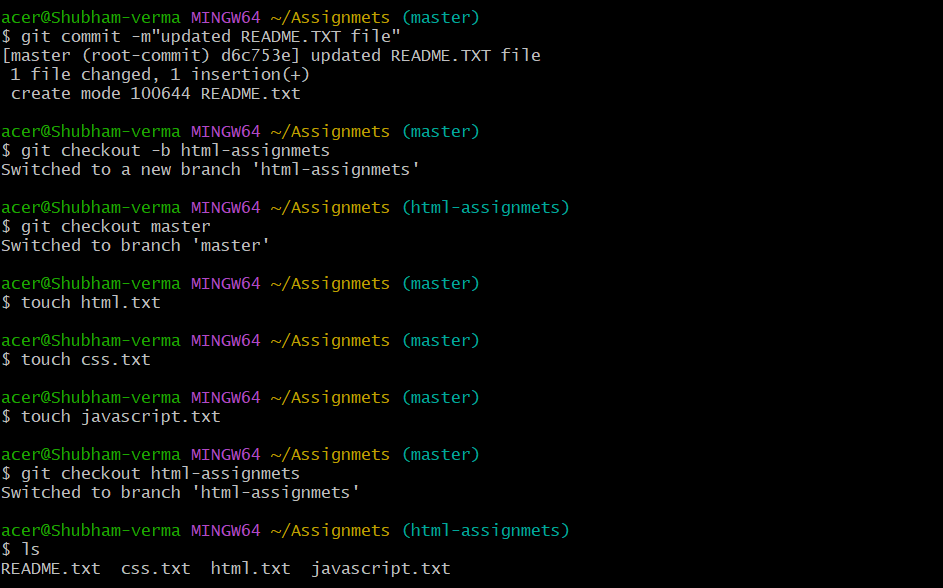 acer@Shubham-verma MINGW64 ~/Assignmets (master)
$ git commit -m"updated README.TXT file"
[master (root-commit) d6c753e] updated README.TXT file
 1 file changed, 1 insertion(+)
 create mode 100644 README.txt

acer@Shubham-verma MINGW64 ~/Assignmets (master)
$ git checkout -b html-assignmets
Switched to a new branch 'html-assignmets'

acer@Shubham-verma MINGW64 ~/Assignmets (html-assignmets)
$ git checkout master
Switched to branch 'master'

acer@Shubham-verma MINGW64 ~/Assignmets (master)
$ touch html.txt

acer@Shubham-verma MINGW64 ~/Assignmets (master)
$ touch css.txt

acer@Shubham-verma MINGW64 ~/Assignmets (master)
$ touch javascript.txt

acer@Shubham-verma MINGW64 ~/Assignmets (master)
$ git checkout html-assignmets
Switched to branch 'html-assignmets'

acer@Shubham-verma MINGW64 ~/Assignmets (html-assignmets)
$ ls
README.txt  css.txt  html.txt  javascript.txt